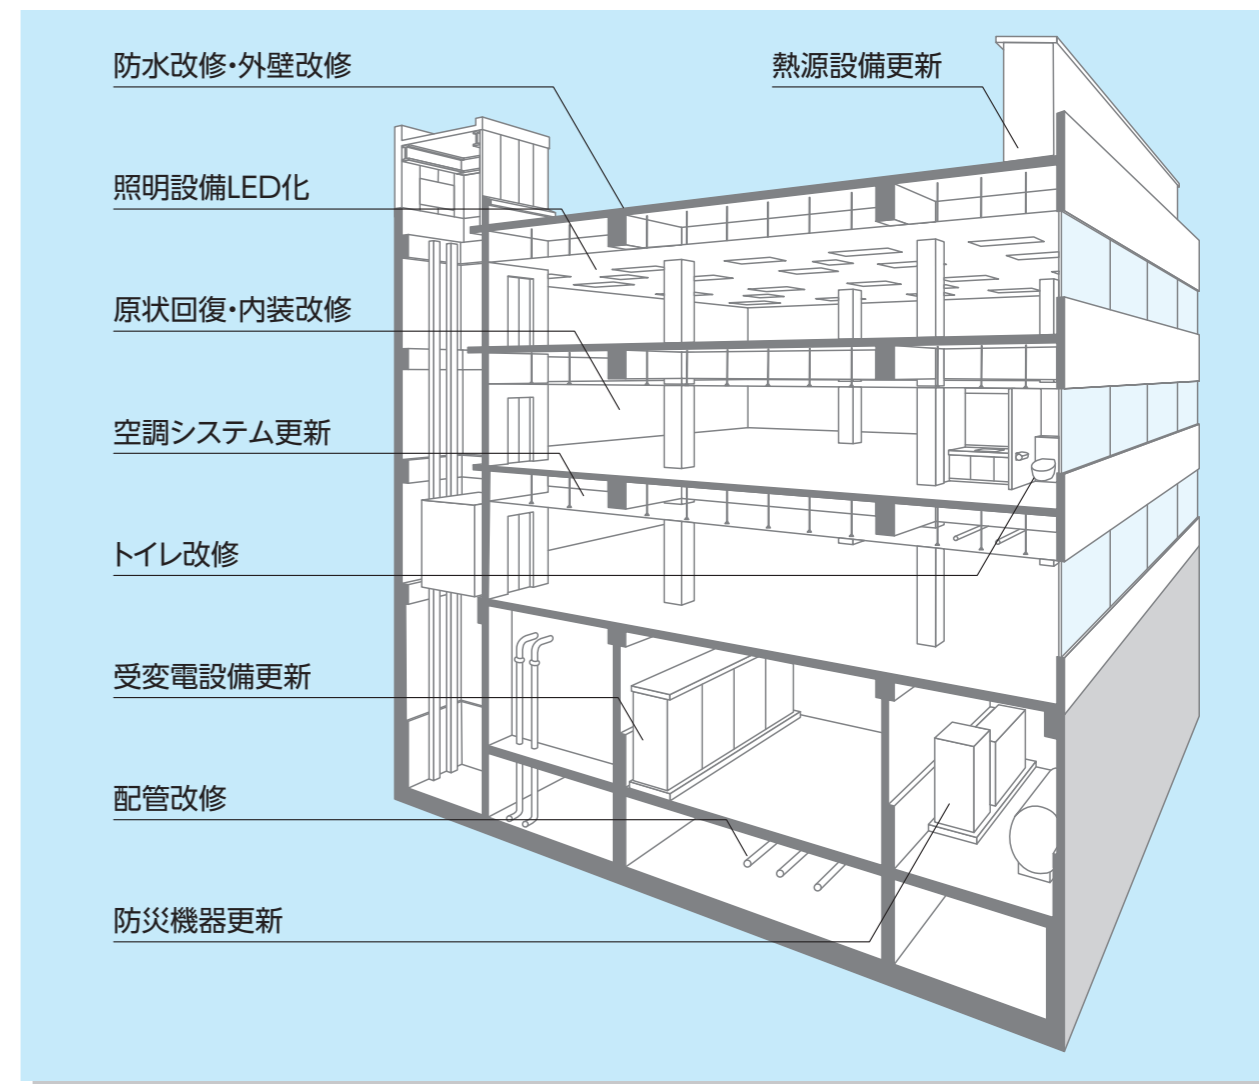 防水改修・外壁改修
熱源設備更新
照明設備LED化
原状回復・内装改修
空調システム更新
トイレ改修
受変電設備更新
配管改修
防災機器更新